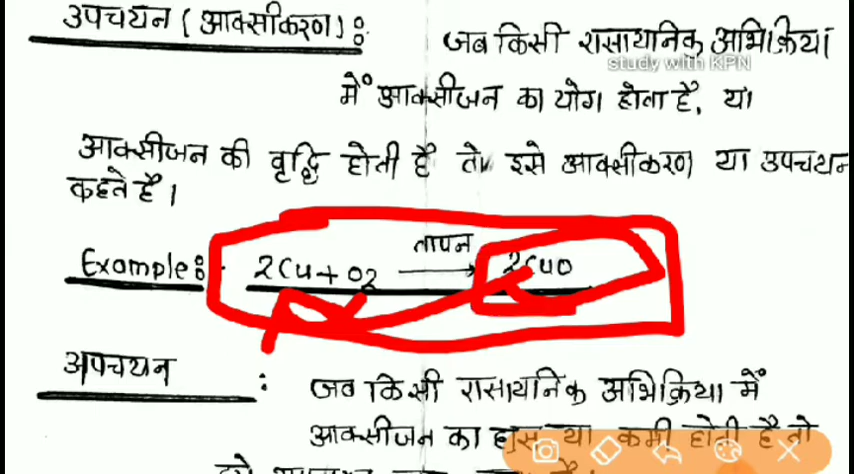 उपचयन ( आक्सीकरण ) :
जब किसी रासायनिक अभिक्रिया
study with KPN
में आक्सीजन का योग होता है, या
आक्सीजन की वृद्धि होती है तो इसे आक्सीकरण या उपचयन
कहते है ।
Example : - 2Cu + O2 तापन → 2CuO
अपचयन : जब किसी रासायनिक अभिक्रिया में
आक्सीजन का ह्रास या कमी होती है तो